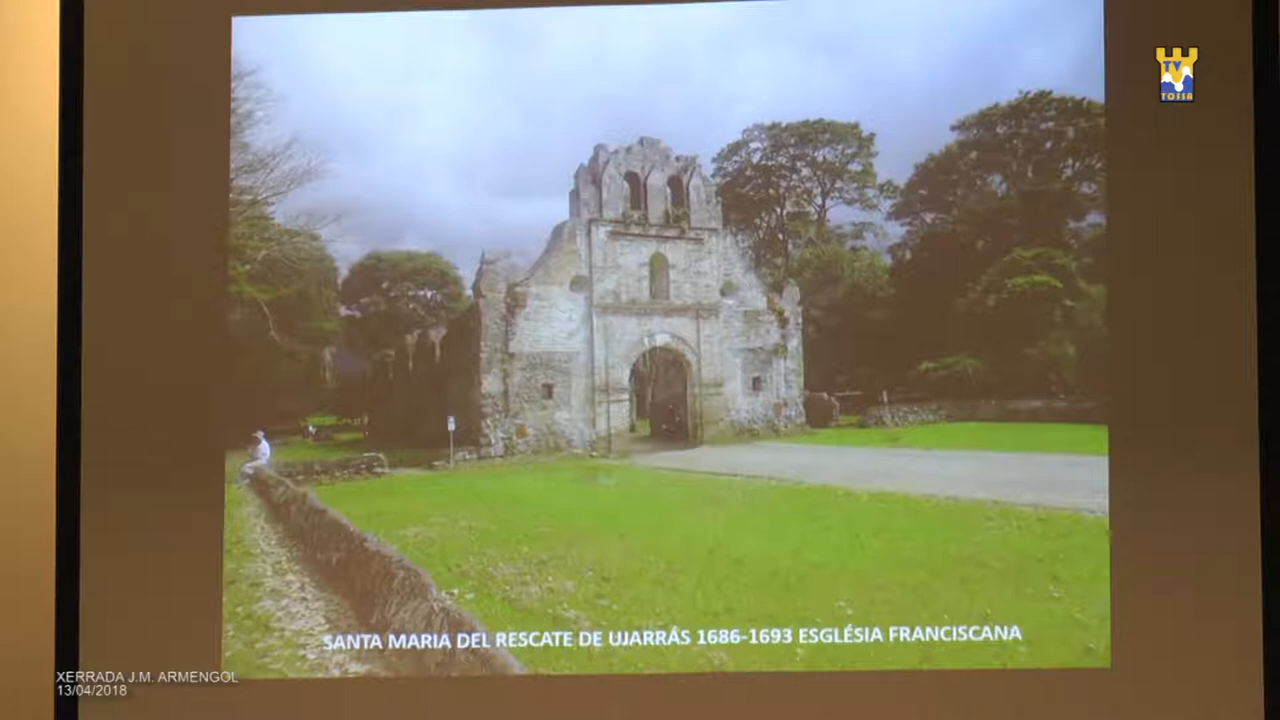 TV
TOSSA
SANTA MARIA DEL RESCATE DE UJARRÁS 1686-1693 ESGLÉSIA FRANCISCANA
XERRADA J.M. ARMENGOL
13/04/2018